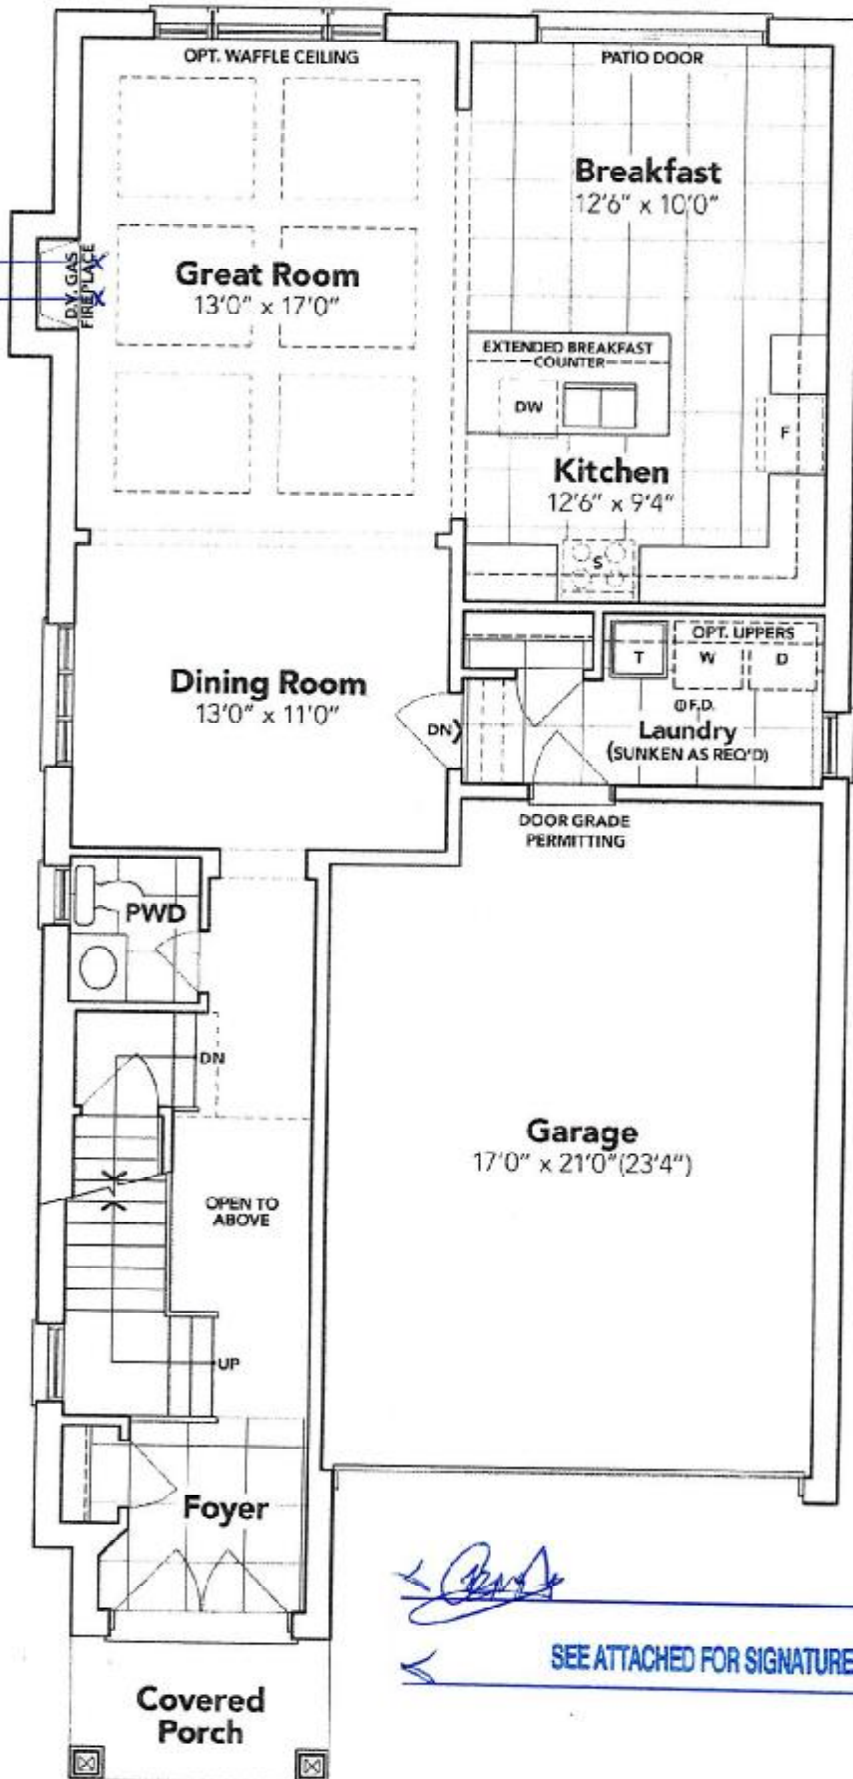 OPT. WAFFLE CEILING
PATIO DOOR
Breakfast
12'6" x 10'0"
Great Room
13'0" x 17'0"
D.V. GAS
FIREPLACE
X
X
EXTENDED BREAKFAST
COUNTER
DW
F
Kitchen
12'6" x 9'4"
S
Dining Room
13'0" x 11'0"
DN
T
OPT. UPPERS
W
D
F.D.
Laundry
(SUNKEN AS REQ'D)
DOOR GRADE
PERMITTING
PWD
DN
Garage
17'0" x 21'0"(23'4")
OPEN TO
ABOVE
UP
Foyer
SEE ATTACHED FOR SIGNATURE
Covered
Porch